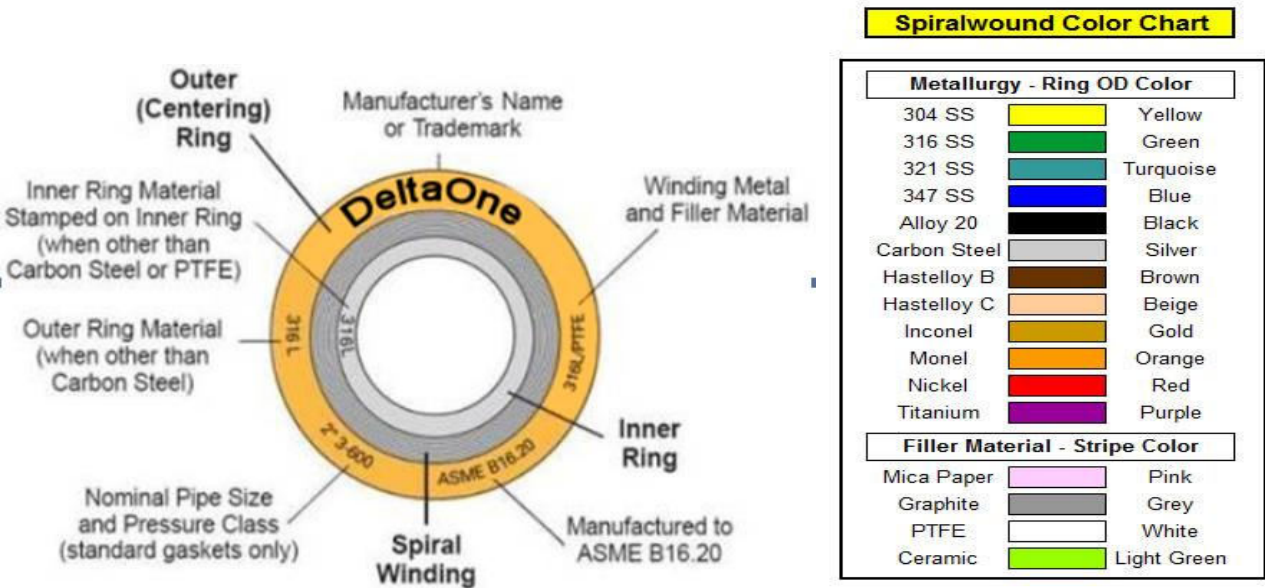 Outer
(Centering)
Ring
Manufacturer's Name
or Trademark
Inner Ring Material
Stamped on Inner Ring
(when other than
Carbon Steel or PTFE)
Winding Metal
and Filler Material
DeltaOne
316L
316L
316L/PTFE
2" 3-600
ASME B16.20
Outer Ring Material
(when other than
Carbon Steel)
Inner
Ring
Nominal Pipe Size
and Pressure Class
(standard gaskets only)
Spiral
Winding
Manufactured to
ASME B16.20
Spiralwound Color Chart
Metallurgy - Ring OD Color
304 SS Yellow
316 SS Green
321 SS Turquoise
347 SS Blue
Alloy 20 Black
Carbon Steel Silver
Hastelloy B Brown
Hastelloy C Beige
Inconel Gold
Monel Orange
Nickel Red
Titanium Purple
Filler Material - Stripe Color
Mica Paper Pink
Graphite Grey
PTFE White
Ceramic Light Green